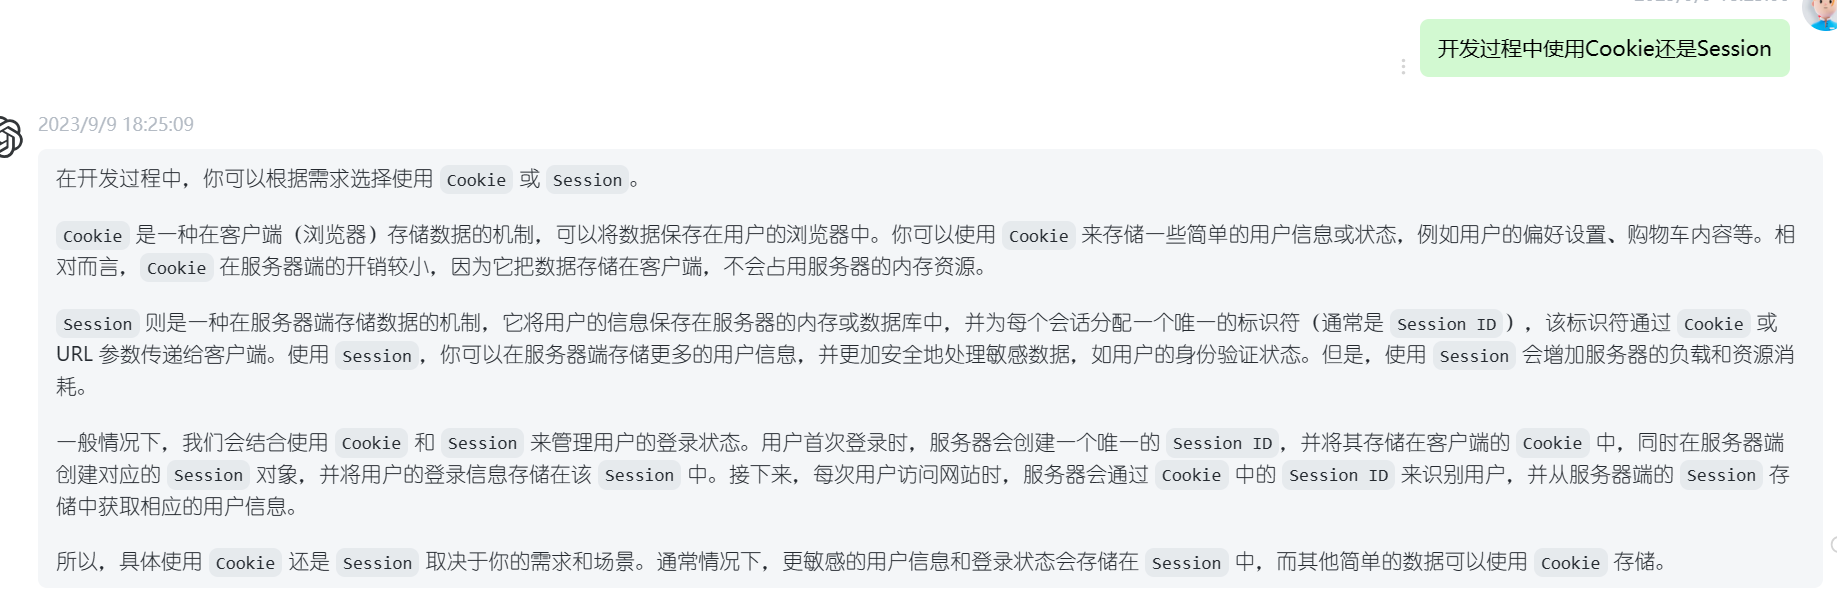 开发过程中使用Cookie还是Session
2023/9/9 18:25:09
在开发过程中，你可以根据需求选择使用 Cookie 或 Session。
Cookie 是一种在客户端（浏览器）存储数据的机制，可以将数据保存在用户的浏览器中。你可以使用 Cookie 来存储一些简单的用户信息或状态，例如用户的偏好设置、购物车内容等。相
对而言，Cookie 在服务器端的开销较小，因为它把数据存储在客户端，不会占用服务器的内存资源。
Session 则是一种在服务器端存储数据的机制，它将用户的信息保存在服务器的内存或数据库中，并为每个会话分配一个唯一的标识符（通常是 Session ID），该标识符通过 Cookie 或
URL 参数传递给客户端。使用 Session，你可以在服务器端存储更多的用户信息，并更加安全地处理敏感数据，如用户的身份验证状态。但是，使用 Session 会增加服务器的负载和资源消
耗。
一般情况下，我们会结合使用 Cookie 和 Session 来管理用户的登录状态。用户首次登录时，服务器会创建一个唯一的 Session ID，并将其存储在客户端的 Cookie 中，同时在服务器端
创建对应的 Session 对象，并将用户的登录信息存储在该 Session 中。接下来，每次用户访问网站时，服务器会通过 Cookie 中的 Session ID 来识别用户，并从服务器端的 Session 存
储中获取相应的用户信息。
所以，具体使用 Cookie 还是 Session 取决于你的需求和场景。通常情况下，更敏感的用户信息和登录状态会存储在 Session 中，而其他简单的数据可以使用 Cookie 存储。